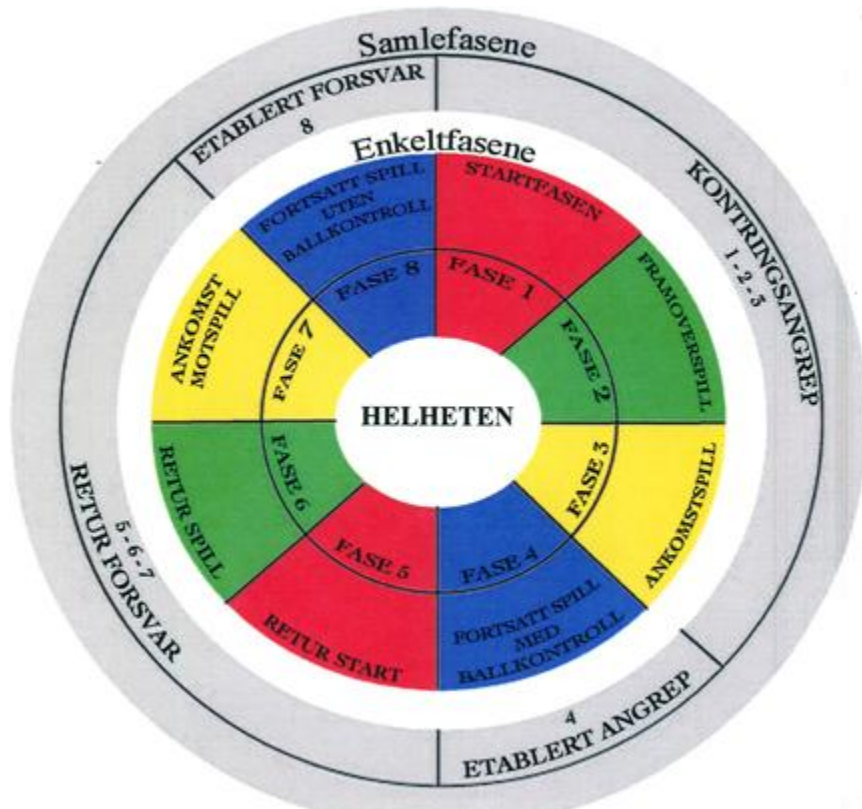 Samlefasene
ETABLERT FORSVAR
8
KONTRINGSANGREP
1-2-3
ETABLERT ANGREP
4
RETUR FORSVAR
5-6-7
Enkeltfasene
STARTFASEN
FASE 1
FRAMOVERSPILL
FASE 2
ANKOMSTSPILL
FASE 3
FORTSATT SPILL
MED
BALLKONTROLL
FASE 4
RETUR START
FASE 5
RETUR SPILL
FASE 6
ANKOMST
MOTSPILL
FASE 7
FORTSATT SPILL
UTEN
BALLKONTROLL
FASE 8
HELHETEN